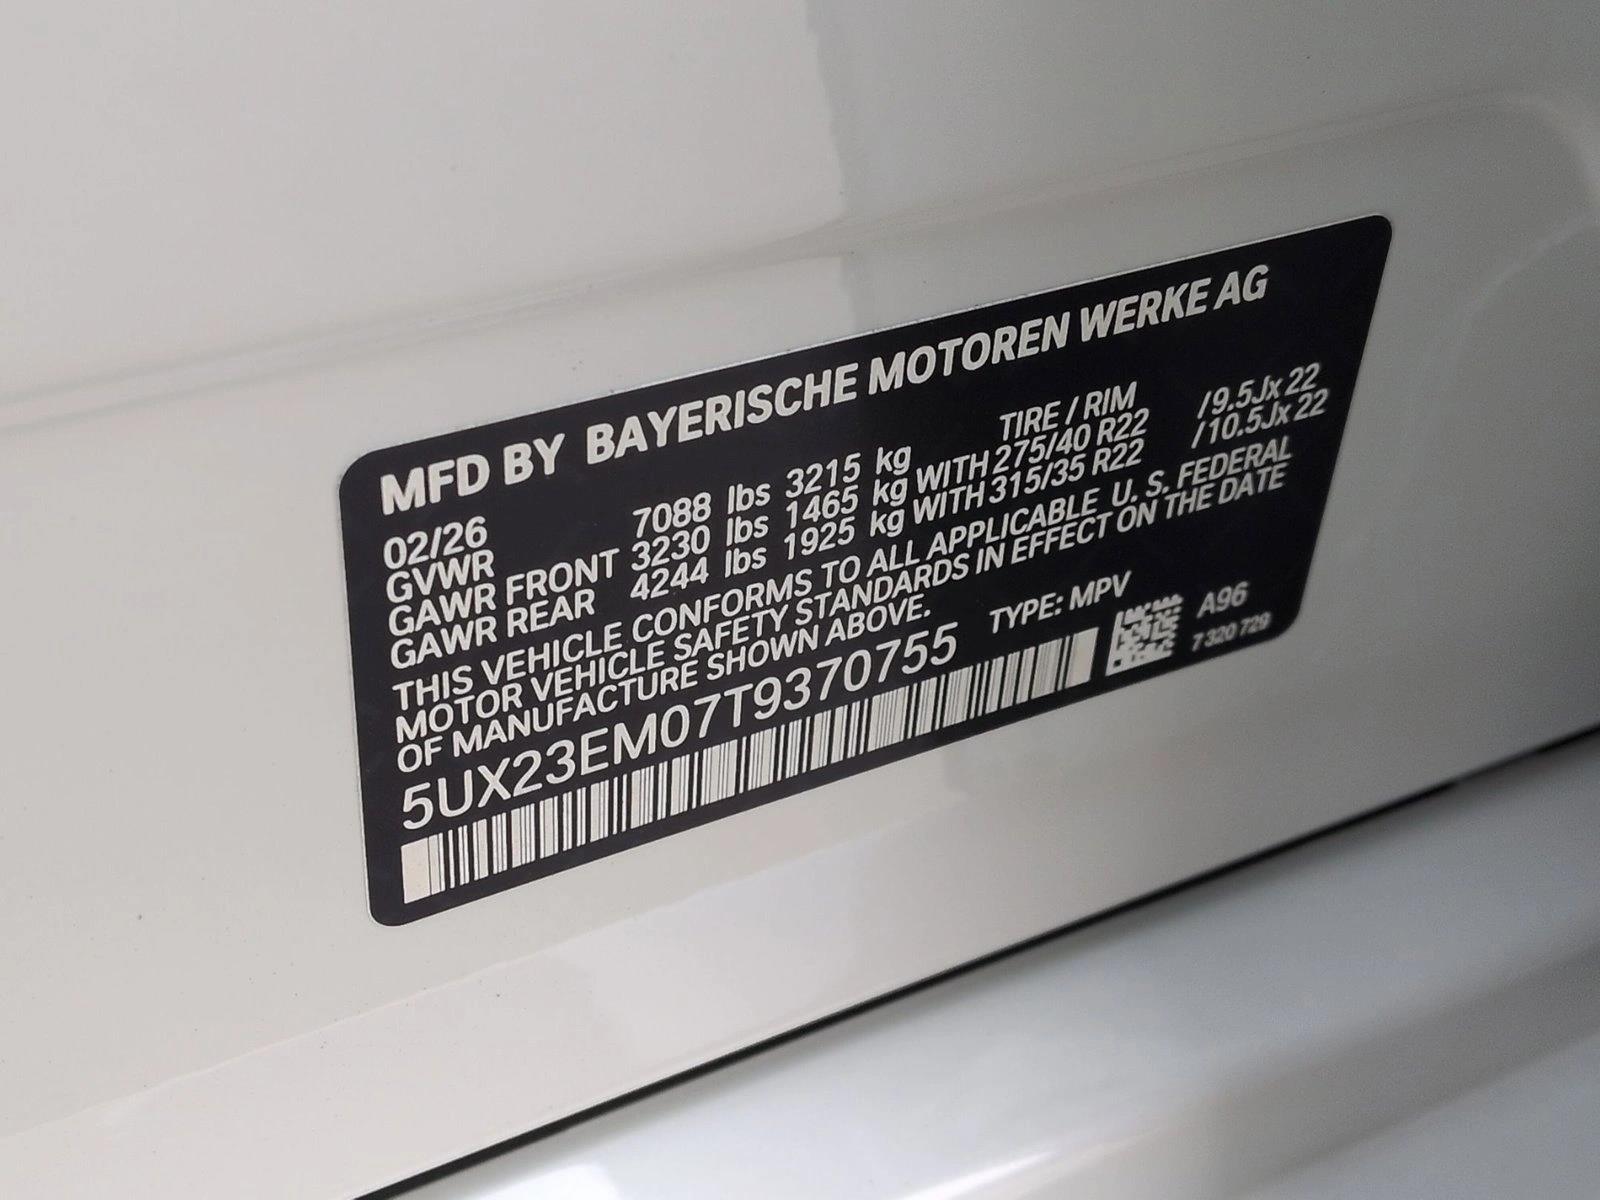 MFD BY BAYERISCHE MOTOREN WERKE AG
02/26 TIRE / RIM
GVWR 7088 lbs 3215 kg
GAWR FRONT 3230 lbs 1465 kg WITH 275/40 R22 /9.5Jx22
GAWR REAR 4244 lbs 1925 kg WITH 315/35 R22 /10.5Jx22
THIS VEHICLE CONFORMS TO ALL APPLICABLE U. S. FEDERAL
MOTOR VEHICLE SAFETY STANDARDS IN EFFECT ON THE DATE
OF MANUFACTURE SHOWN ABOVE.
5UX23EM07T9370755 TYPE: MPV
A96
7 320 729